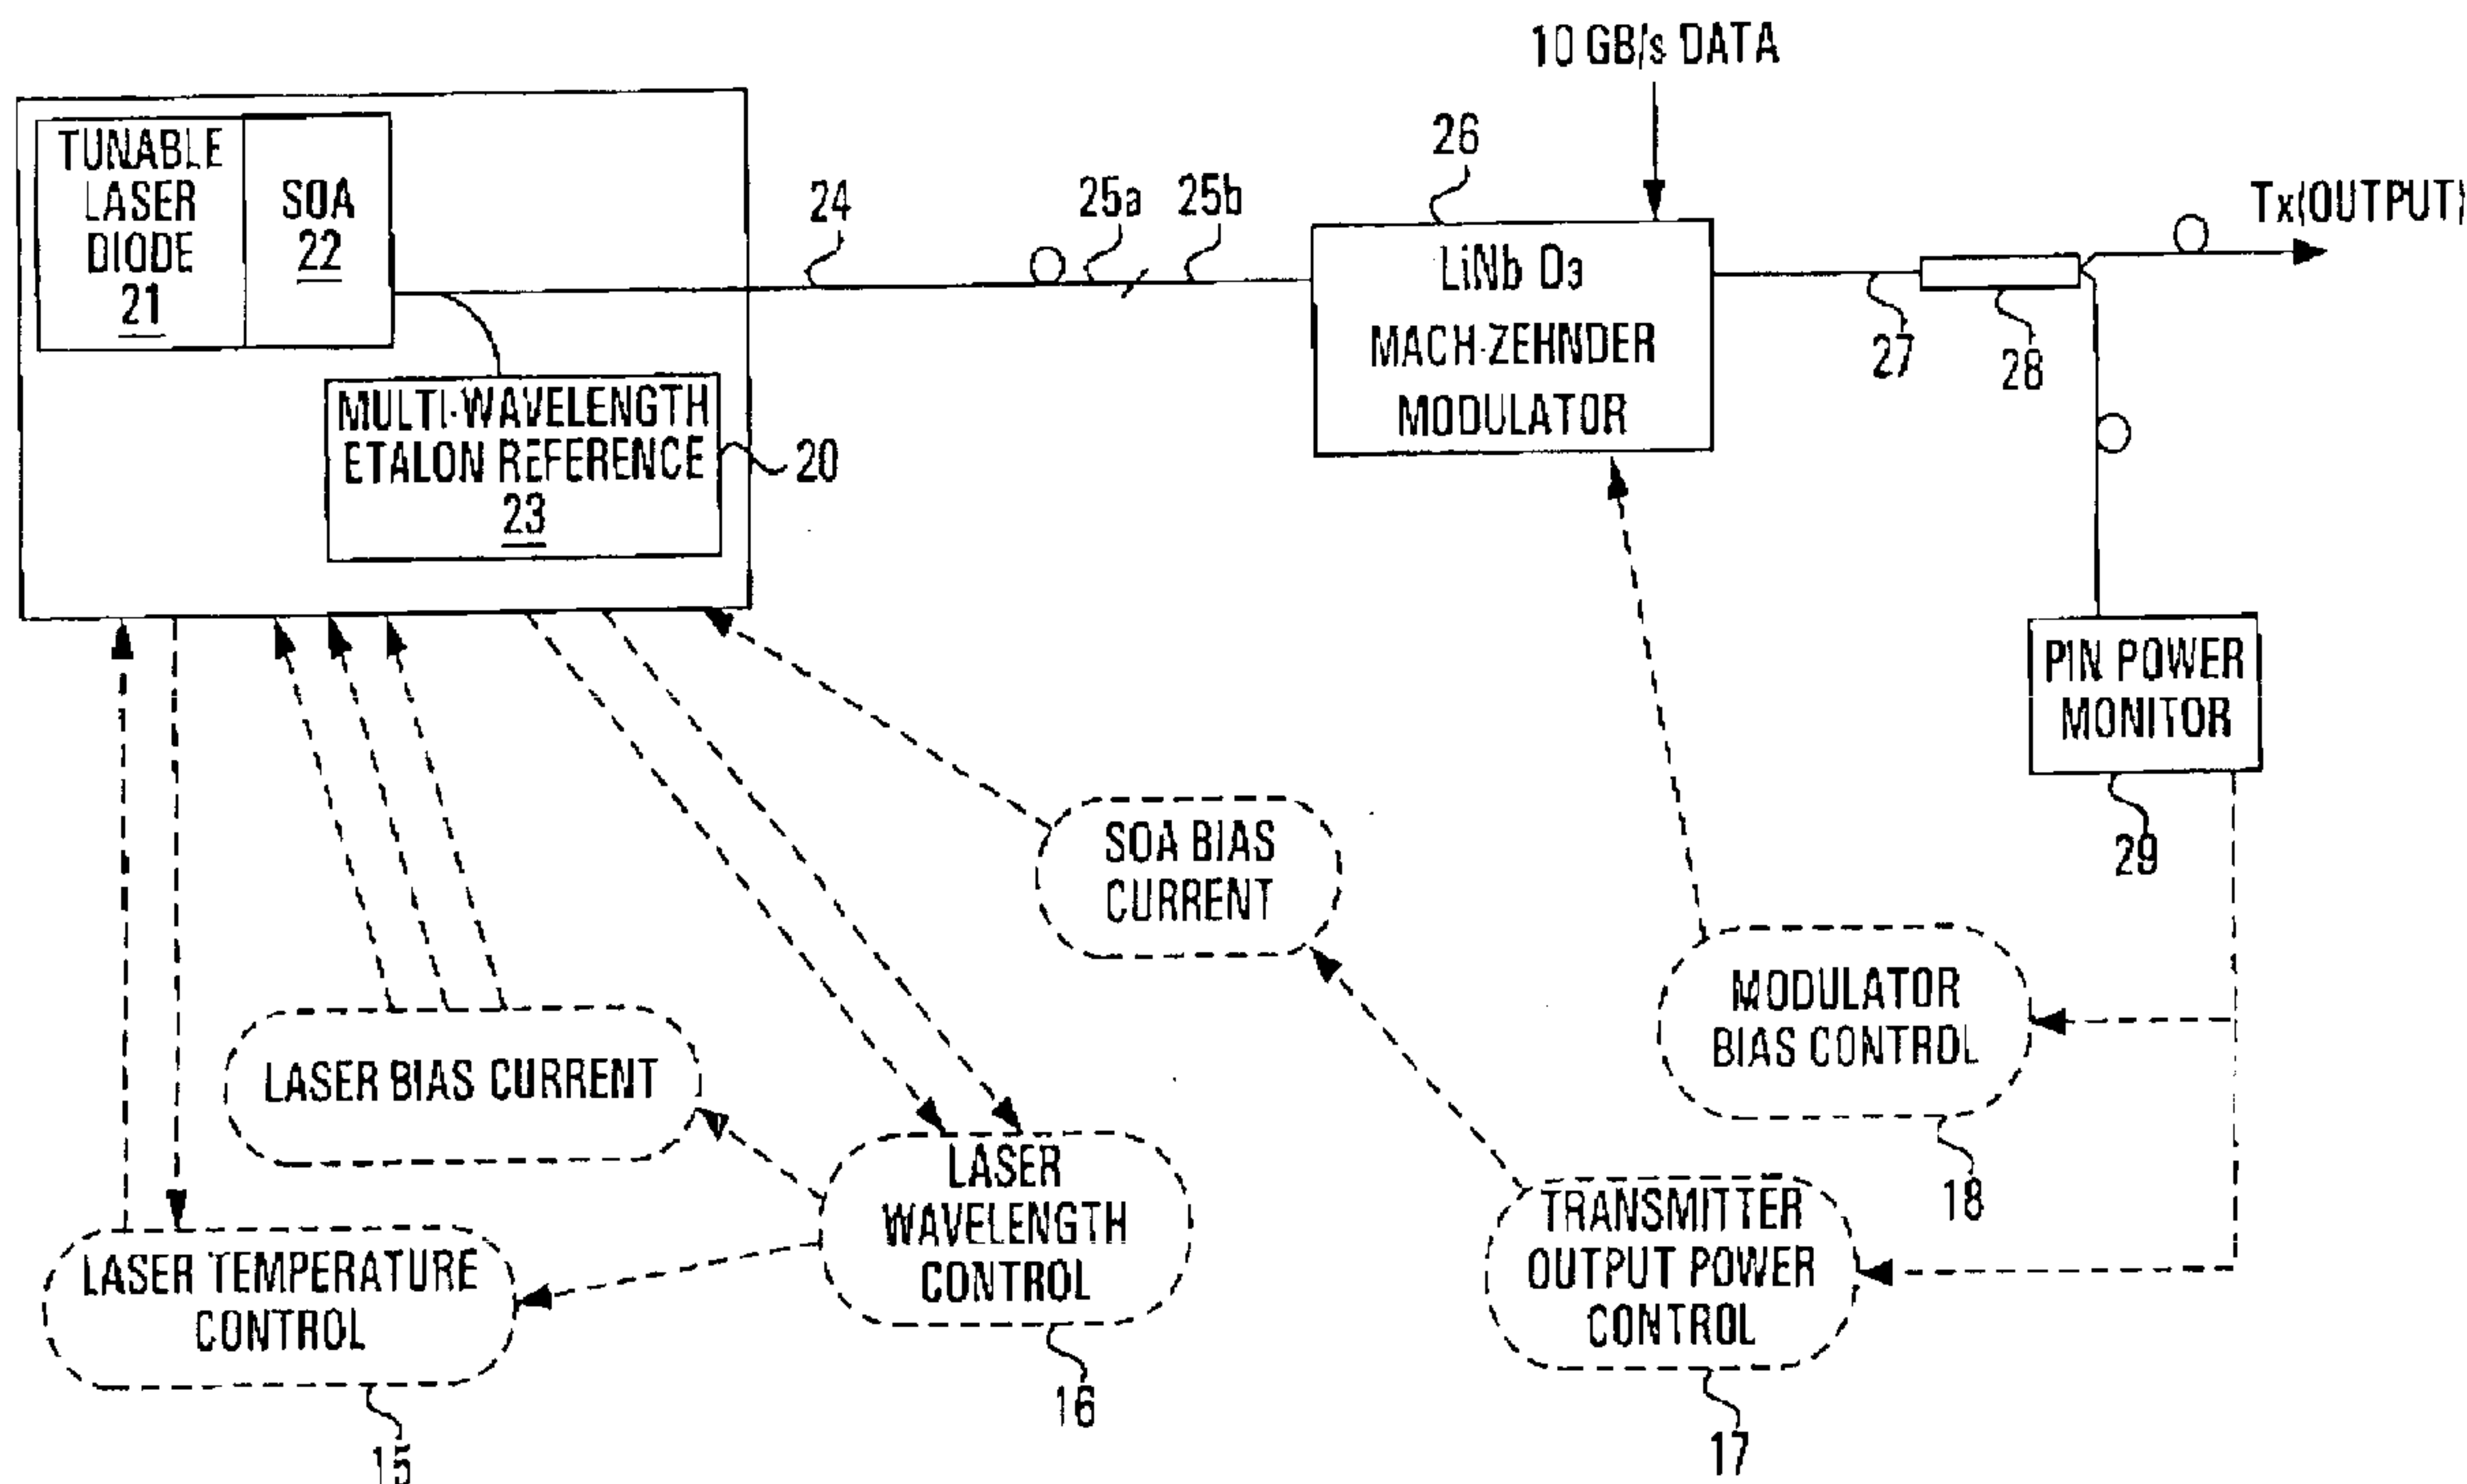 10 GB/s DATA
TUNABLE
LASER
DIODE
21
SOA
22
24
25a
25b
26
Tx(OUTPUT)
LiNb O3
MACH-ZEHNDER
MODULATOR
27
28
MULTI-WAVELENGTH
ETALON REFERENCE
23
20
PIN POWER
MONITOR
29
SOA BIAS
CURRENT
MODULATOR
BIAS CONTROL
18
LASER BIAS CURRENT
LASER
WAVELENGTH
CONTROL
16
TRANSMITTER
OUTPUT POWER
CONTROL
17
LASER TEMPERATURE
CONTROL
15